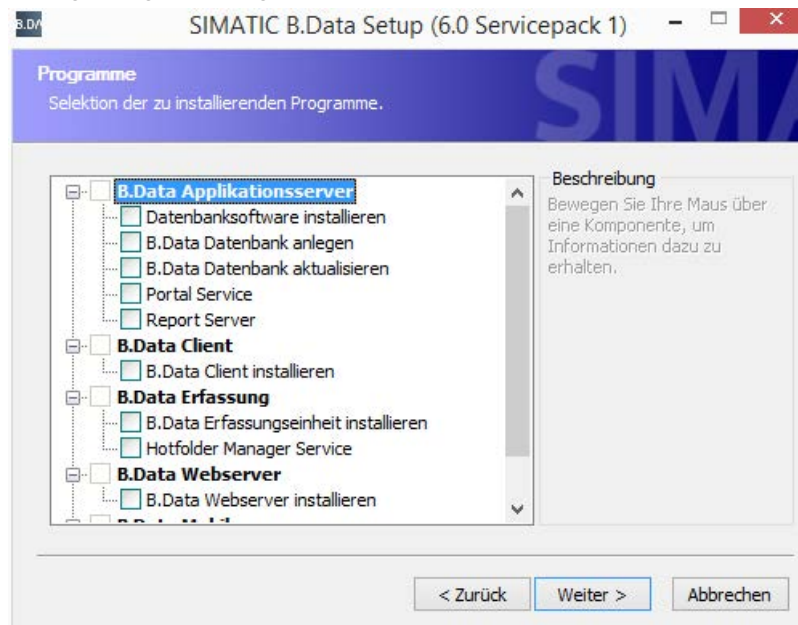 B.D
SIMATIC B.Data Setup (6.0 Servicepack 1)
Programme
Selektion der zu installierenden Programme.
SIMA
B.Data Applikationsserver
Datenbanksoftware installieren
B.Data Datenbank anlegen
B.Data Datenbank aktualisieren
Portal Service
Report Server
B.Data Client
B.Data Client installieren
B.Data Erfassung
B.Data Erfassungseinheit installieren
Hotfolder Manager Service
B.Data Webserver
B.Data Webserver installieren
Beschreibung
Bewegen Sie Ihre Maus über
eine Komponente, um
Informationen dazu zu
erhalten.
< Zurück
Weiter >
Abbrechen